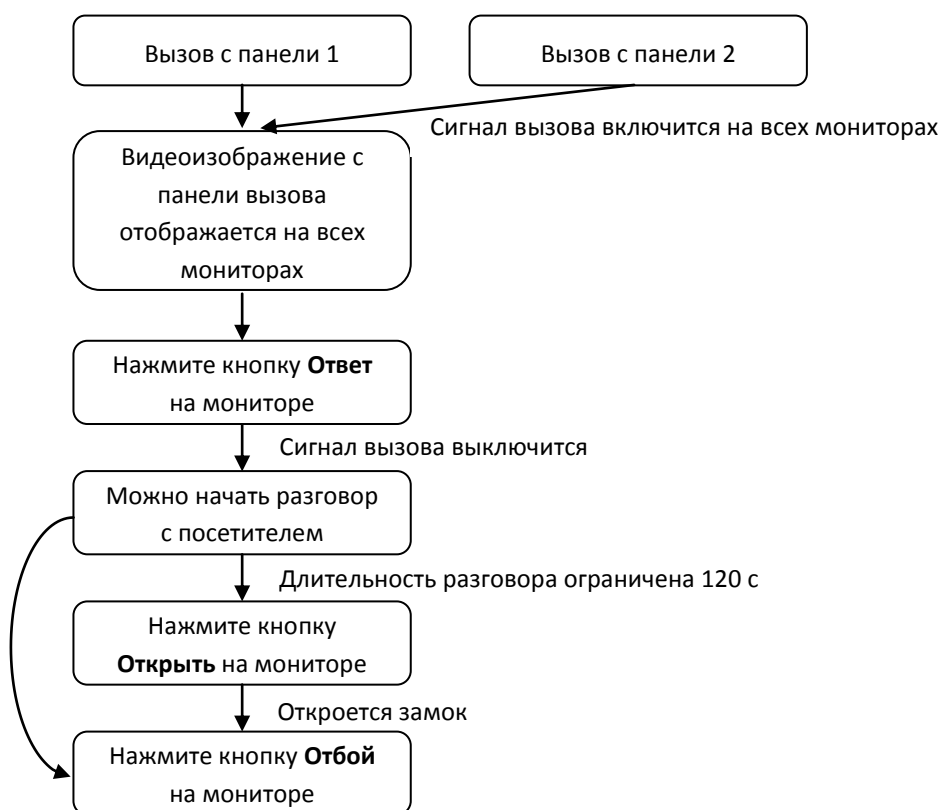 Вызов с панели 1
Вызов с панели 2
Сигнал вызова включится на всех мониторах
Видеоизображение с
панели вызова
отображается на всех
мониторах
Нажмите кнопку Ответ
на мониторе
Сигнал вызова выключится
Можно начать разговор
с посетителем
Длительность разговора ограничена 120 с
Нажмите кнопку
Открыть на мониторе
Откроется замок
Нажмите кнопку Отбой
на мониторе